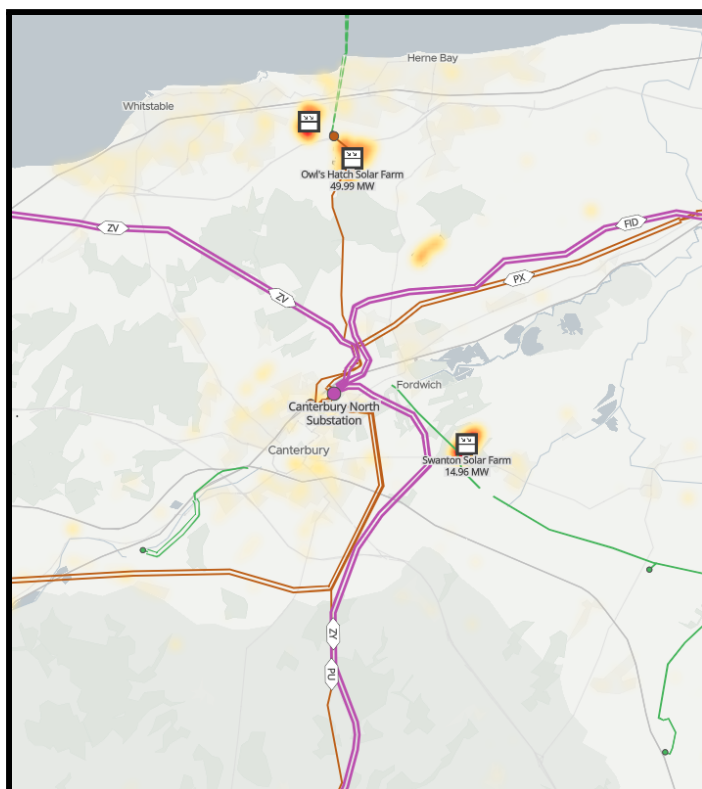 Herne Bay
Whitstable
Owl's Hatch Solar Farm
49.99 MW
ZV
FID
PX
ZV
Fordwich
Canterbury North
Substation
Canterbury
Swanton Solar Farm
14.96 MW
ZY
PU